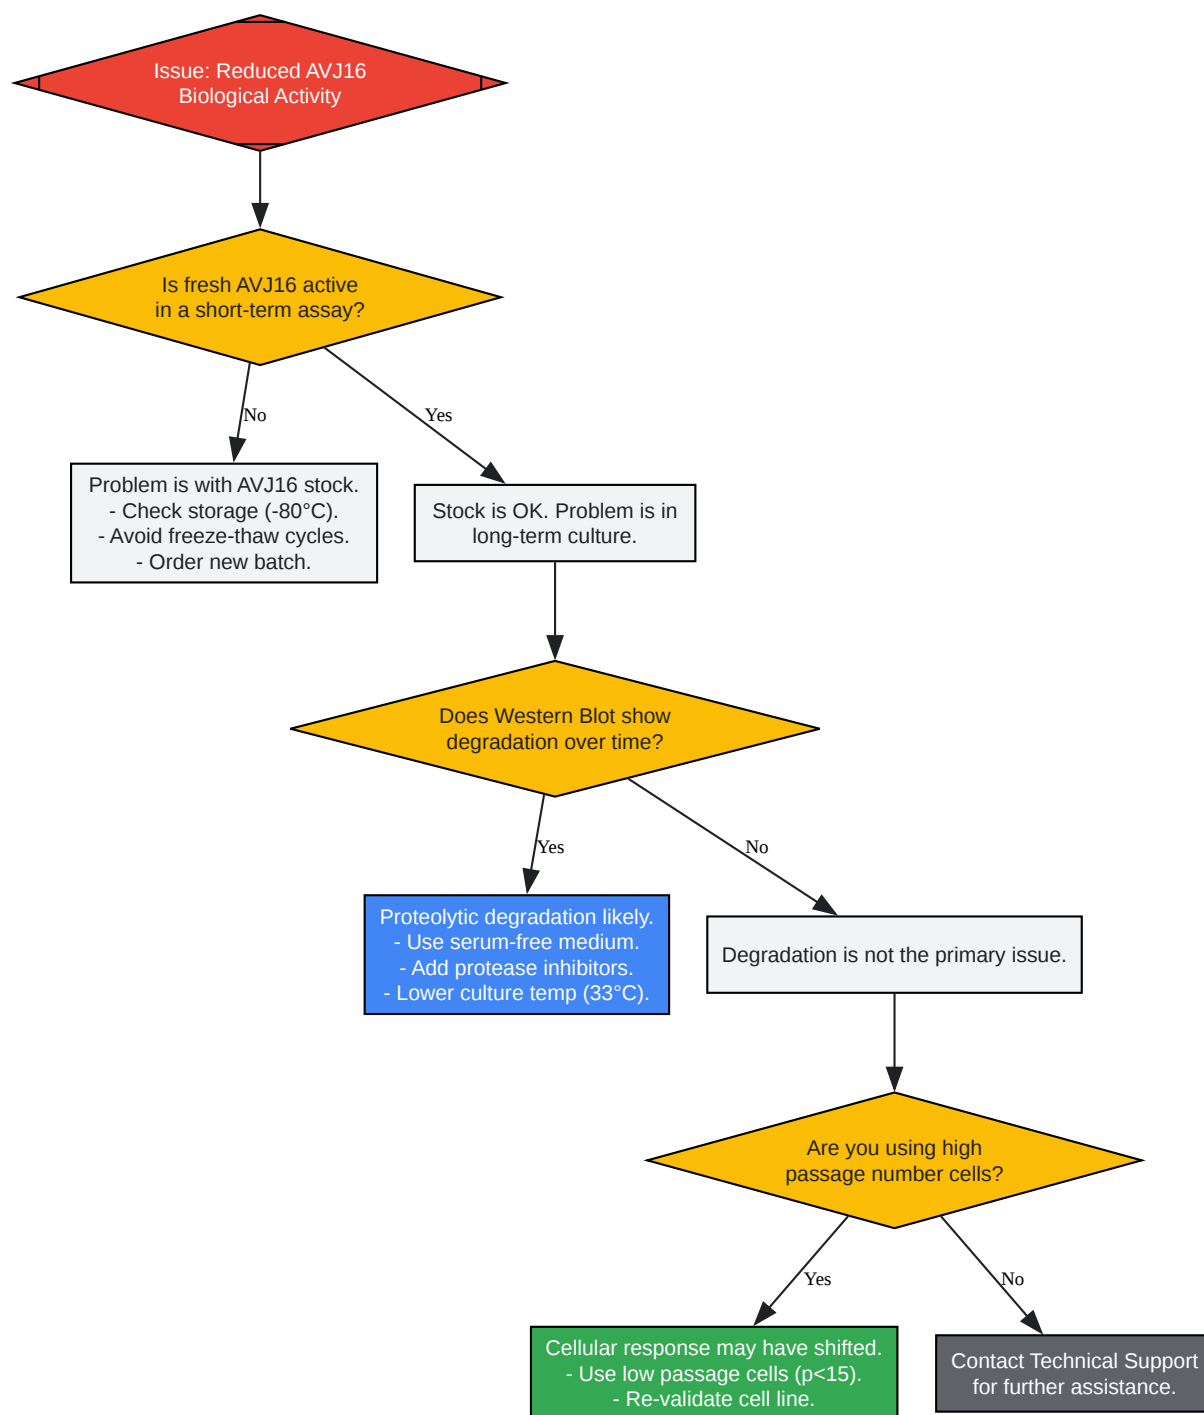 Issue: Reduced AVJ16
Biological Activity
Is fresh AVJ16 active
in a short-term assay?
No
Yes
Problem is with AVJ16 stock.
- Check storage (-80°C).
- Avoid freeze-thaw cycles.
- Order new batch.
Stock is OK. Problem is in
long-term culture.
Does Western Blot show
degradation over time?
Yes
No
Proteolytic degradation likely.
- Use serum-free medium.
- Add protease inhibitors.
- Lower culture temp (33°C).
Degradation is not the primary issue.
Are you using high
passage number cells?
Yes
No
Cellular response may have shifted.
- Use low passage cells (p<15).
- Re-validate cell line.
Contact Technical Support
for further assistance.